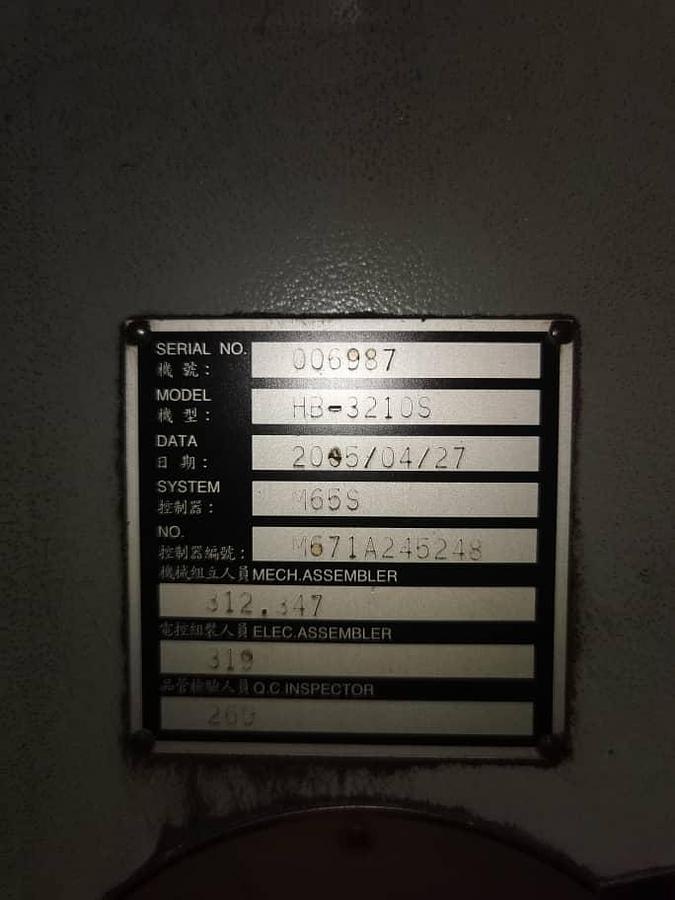 SERIAL NO. 006987
機 號：
MODEL HB-3210S
機 型：
DATA 2005/04/27
日 期：
SYSTEM M65S
控制器：
NO. M671A245248
控制器編號：
機械組立人員 MECH.ASSEMBLER
312.347
電控組裝人員 ELEC.ASSEMBLER
319
品管檢驗人員 Q.C.INSPECTOR